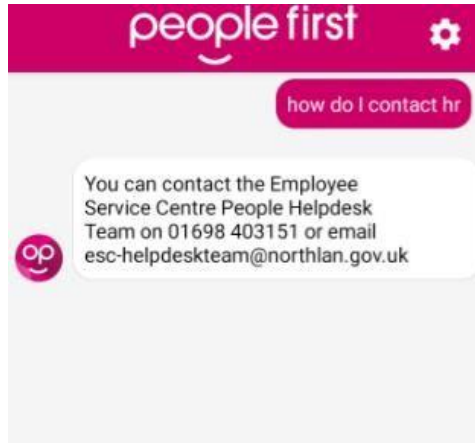 people first
how do I contact hr
You can contact the Employee
Service Centre People Helpdesk
Team on 01698 403151 or email
op
esc-helpdeskteam@northlan.gov.uk